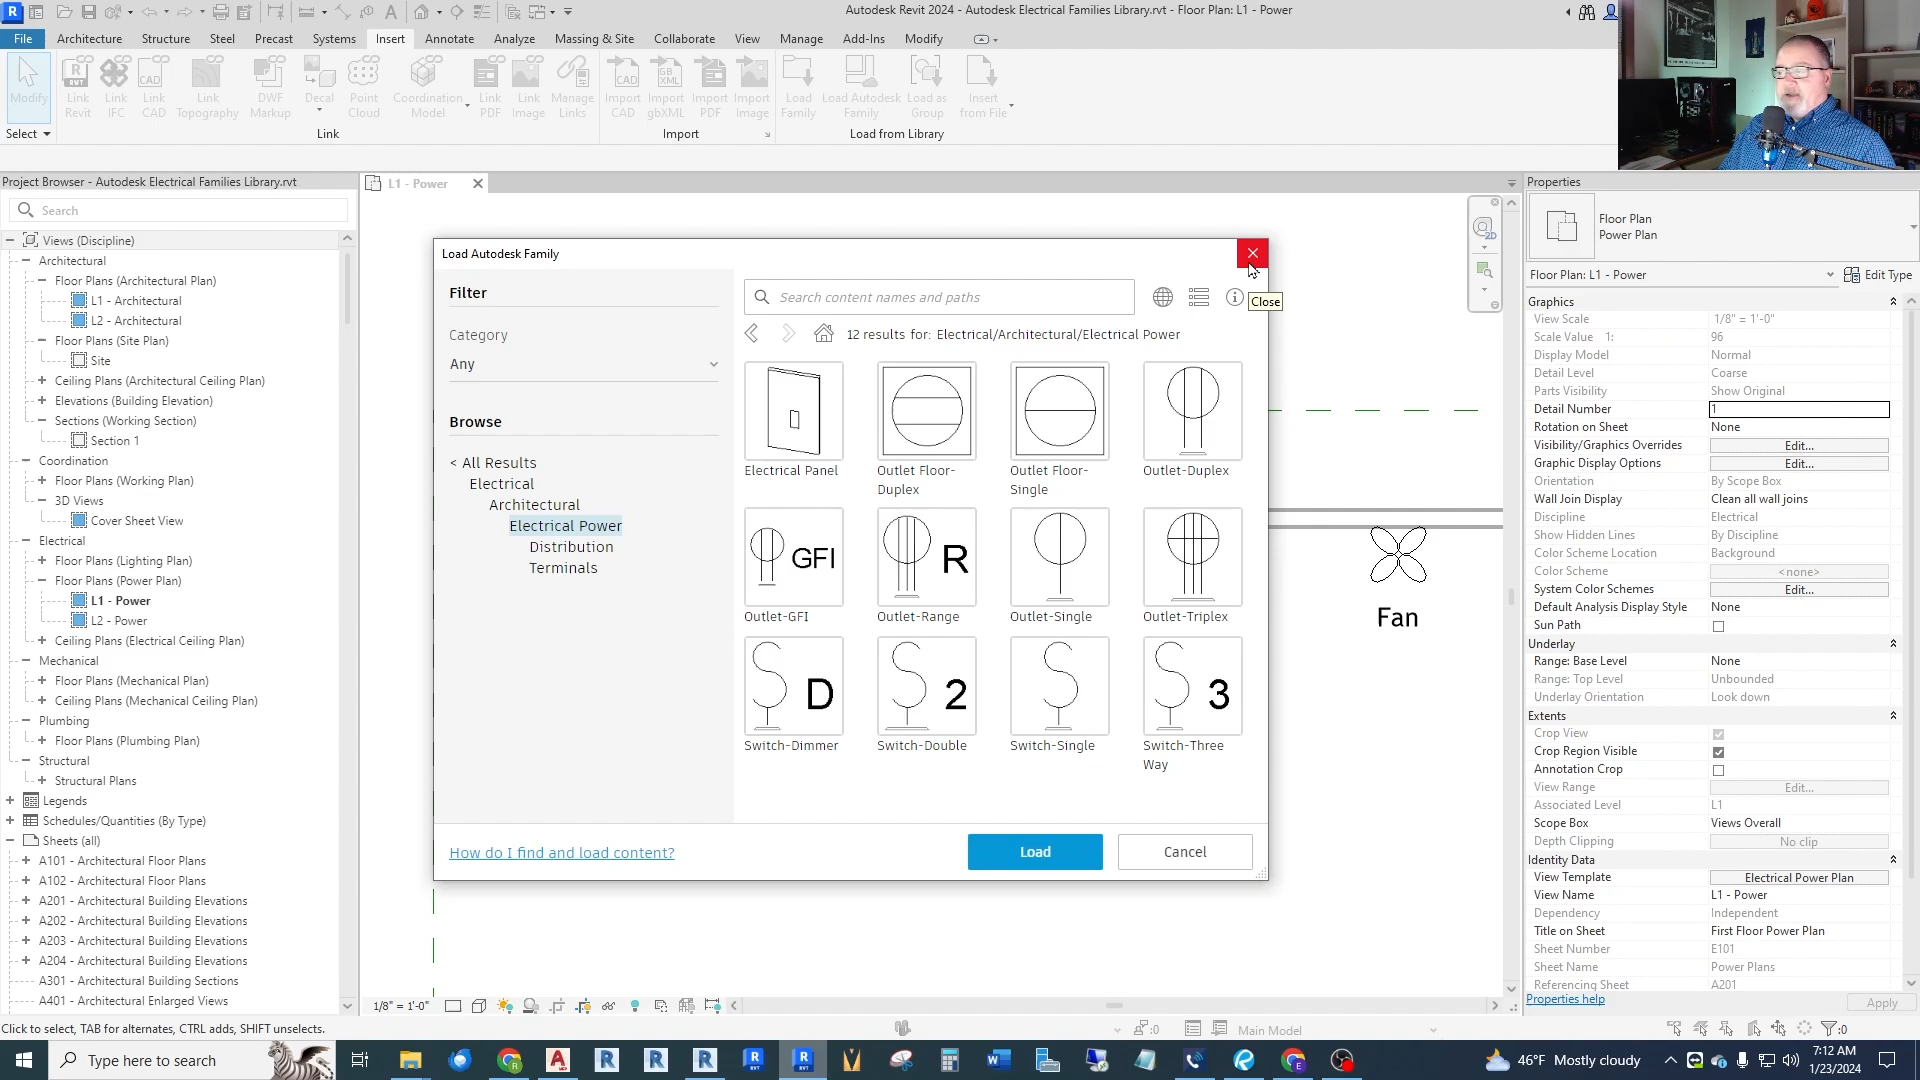 Autodesk Revit 2024 - Autodesk Electrical Families Library.rvt - Floor Plan: L1 - Power
File Architecture Structure Steel Precast Systems Insert Annotate Analyze Massing & Site Collaborate View Manage Add-Ins Modify
Modify
Link Revit
Link IFC
Link CAD
Link Topography
DWF Markup
Decal
Point Cloud
Coordination Model
Link PDF
Link Image
Manage Links
Import CAD
Import gbXML
Import PDF
Import Image
Load Family
Load Autodesk Family
Load as Group
Insert from File
Select
Link
Import
Load from Library
Project Browser - Autodesk Electrical Families Library.rvt
Search
Views (Discipline)
Architectural
Floor Plans (Architectural Plan)
L1 - Architectural
L2 - Architectural
Floor Plans (Site Plan)
Site
Ceiling Plans (Architectural Ceiling Plan)
Elevations (Building Elevation)
Sections (Working Section)
Section 1
Coordination
Floor Plans (Working Plan)
3D Views
Cover Sheet View
Electrical
Floor Plans (Lighting Plan)
Floor Plans (Power Plan)
L1 - Power
L2 - Power
Ceiling Plans (Electrical Ceiling Plan)
Mechanical
Floor Plans (Mechanical Plan)
Ceiling Plans (Mechanical Ceiling Plan)
Plumbing
Floor Plans (Plumbing Plan)
Structural
Structural Plans
Legends
Schedules/Quantities (By Type)
Sheets (all)
A101 - Architectural Floor Plans
A102 - Architectural Floor Plans
A201 - Architectural Building Elevations
A202 - Architectural Building Elevations
A203 - Architectural Building Elevations
A204 - Architectural Building Elevations
A301 - Architectural Building Sections
A401 - Architectural Enlarged Views
L1 - Power
Load Autodesk Family
Filter
Category
Any
Browse
< All Results
Electrical
Architectural
Electrical Power
Distribution
Terminals
Search content names and paths
Close
12 results for: Electrical/Architectural/Electrical Power
Electrical Panel
Outlet Floor-
Duplex
Outlet Floor-
Single
Outlet-Duplex
GFI
R
Outlet-GFI
Outlet-Range
Outlet-Single
Outlet-Triplex
S D
S 2
S
S 3
Switch-Dimmer
Switch-Double
Switch-Single
Switch-Three
Way
How do I find and load content?
Load
Cancel
Fan
2D
Properties
Floor Plan
Power Plan
Floor Plan: L1 - Power
Edit Type
Graphics
View Scale 1/8" = 1'-0"
Scale Value 1: 96
Display Model Normal
Detail Level Coarse
Parts Visibility Show Original
Detail Number 1
Rotation on Sheet None
Visibility/Graphics Overrides Edit...
Graphic Display Options Edit...
Orientation By Scope Box
Wall Join Display Clean all wall joins
Discipline Electrical
Show Hidden Lines By Discipline
Color Scheme Location Background
Color Scheme <none>
System Color Schemes Edit...
Default Analysis Display Style None
Sun Path
Underlay
Range: Base Level None
Range: Top Level Unbounded
Underlay Orientation Look down
Extents
Crop View
Crop Region Visible
Annotation Crop
View Range Edit...
Associated Level L1
Scope Box Views Overall
Depth Clipping No clip
Identity Data
View Template Electrical Power Plan
View Name L1 - Power
Dependency Independent
Title on Sheet First Floor Power Plan
Sheet Number E101
Sheet Name Power Plans
Referencing Sheet A201
Properties help
Apply
1/8" = 1'-0"
Click to select, TAB for alternates, CTRL adds, SHIFT unselects.
:0
Main Model
:0
Type here to search
46°F Mostly cloudy
7:12 AM
1/23/2024